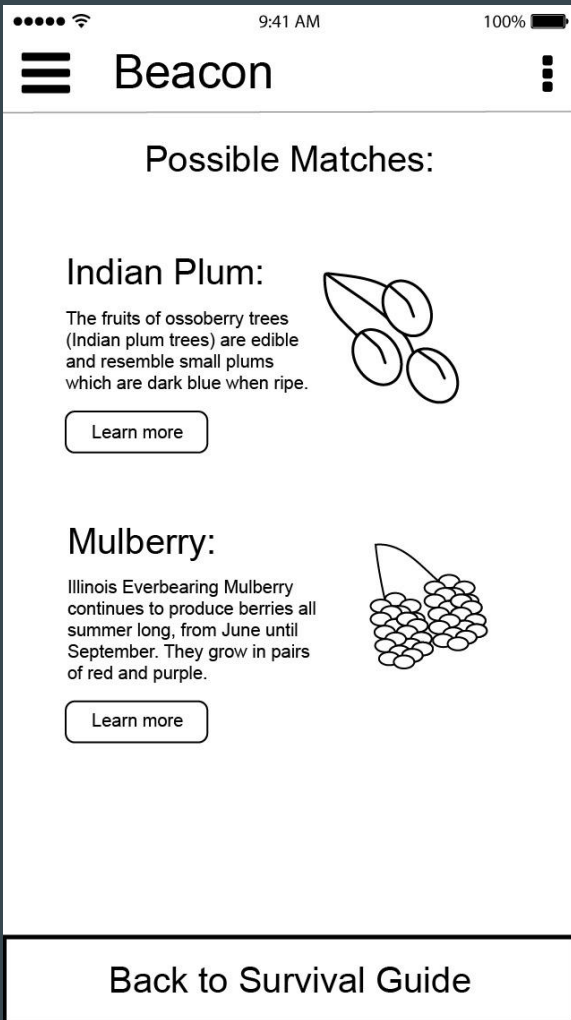 9:41 AM 100%
Beacon
Possible Matches:
Indian Plum:
The fruits of ossoberry trees
(Indian plum trees) are edible
and resemble small plums
which are dark blue when ripe.
Learn more
Mulberry:
Illinois Everbearing Mulberry
continues to produce berries all
summer long, from June until
September. They grow in pairs
of red and purple.
Learn more
Back to Survival Guide